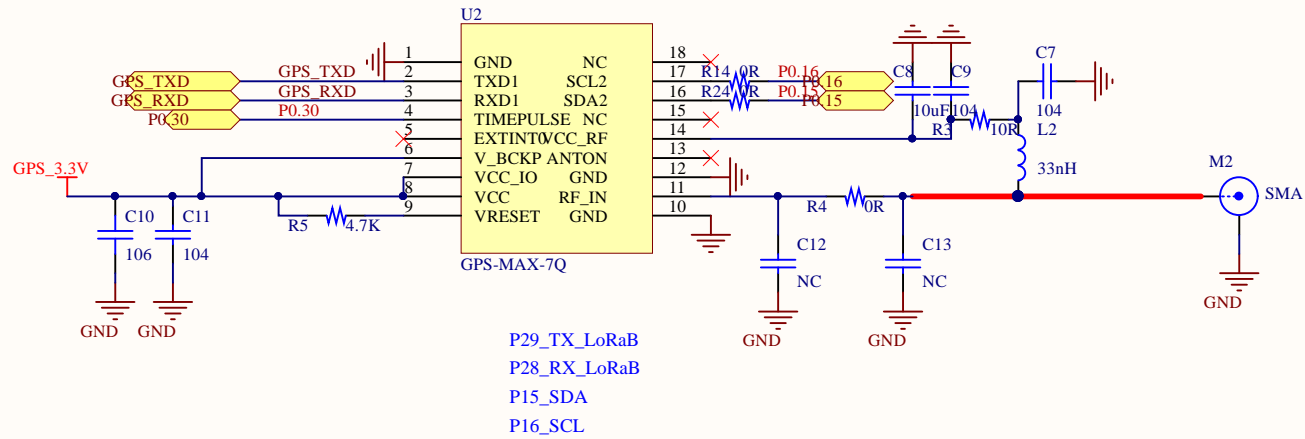 U2
1 GND NC 18
GPS_TXD GPS_TXD 2 TXD1 SCL2 17 R14 0R P0.16 P0.16
GPS_RXD GPS_RXD 3 RXD1 SDA2 16 R24 0R P0.15 P0.15
P0.30 P0.30 4 TIMEPULSE NC 15
5 EXTINT0 VCC_RF 14
6 V_BCKP ANTON 13
7 VCC_IO GND 12
8 VCC RF_IN 11
9 VRESET GND 10
GPS-MAX-7Q
C8 10uF
C9 104
C7 104
R3 10R
L2 33nH
M2 SMA
GPS_3.3V
R5 4.7K
R4 0R
C10 106
C11 104
C12 NC
C13 NC
GND GND GND GND GND
P29_TX_LoRaB
P28_RX_LoRaB
P15_SDA
P16_SCL